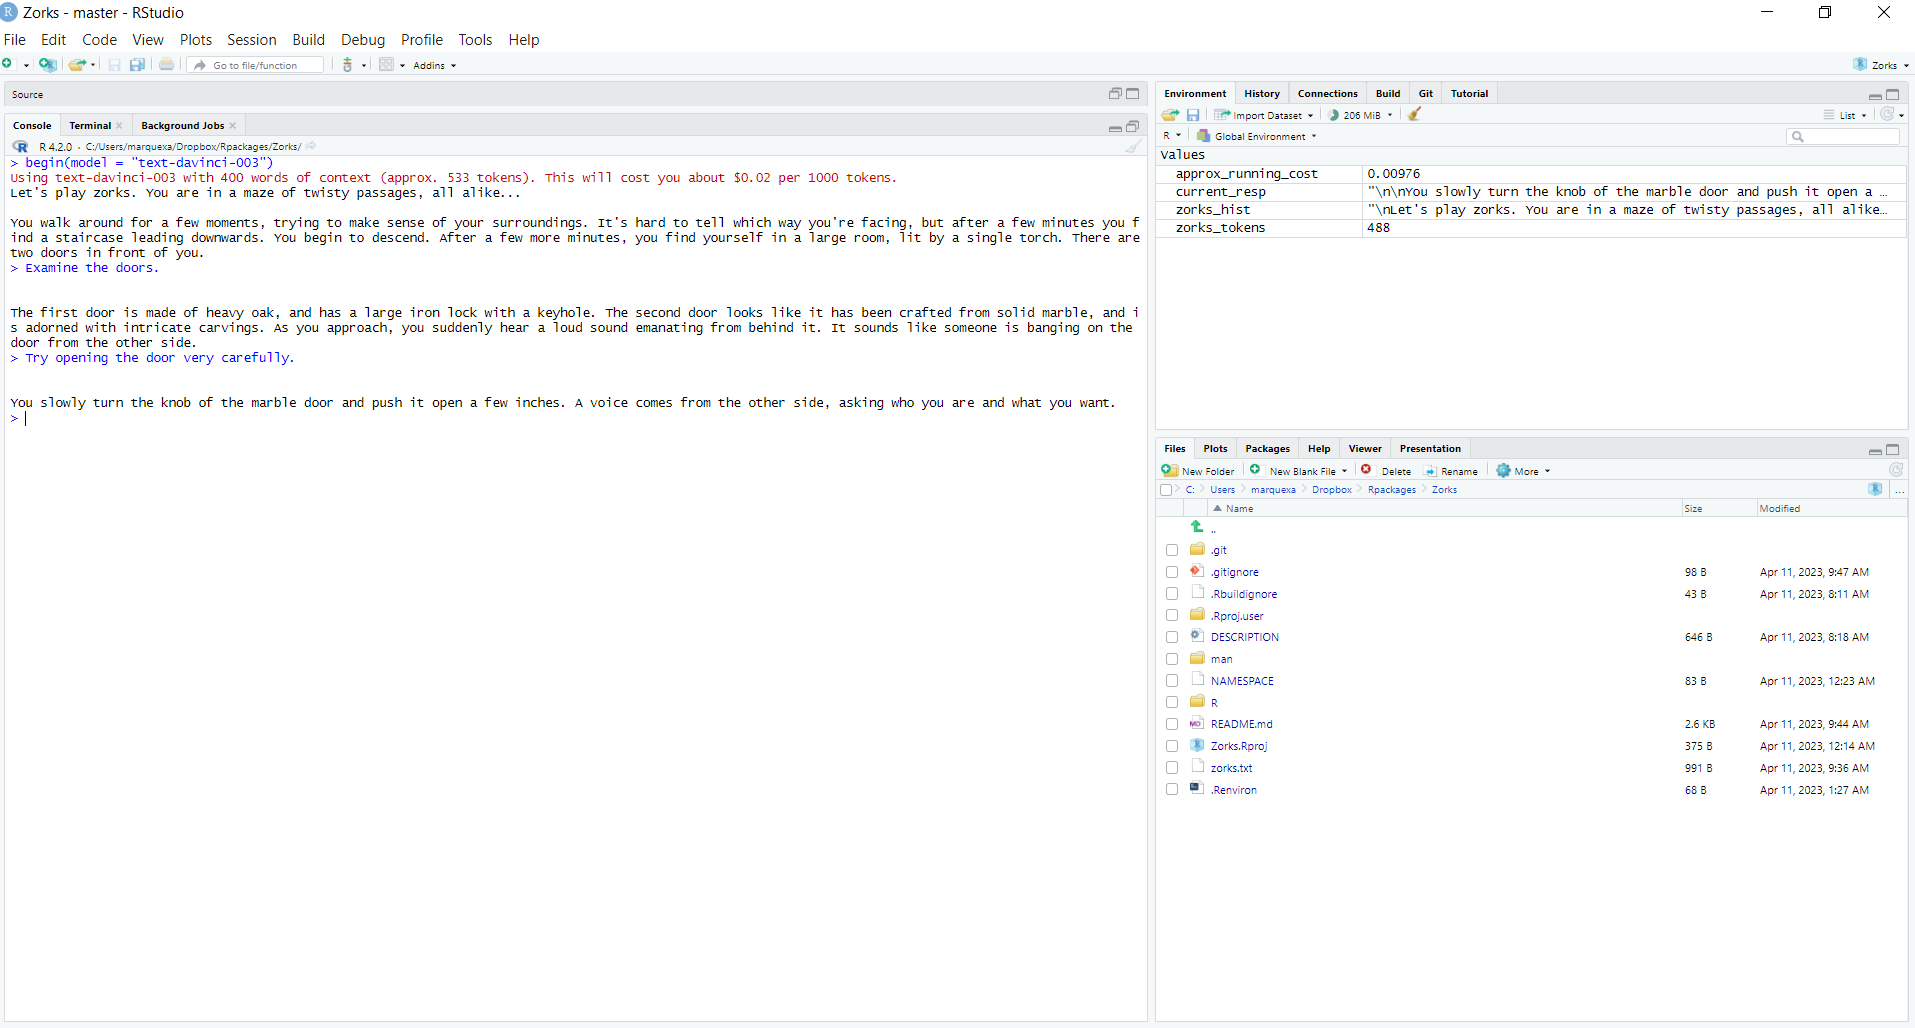 Zorks - master - RStudio
File Edit Code View Plots Session Build Debug Profile Tools Help
Go to file/function Addins Zorks
Source
Console Terminal Background Jobs
R 4.2.0 · C:/Users/marquexa/Dropbox/Rpackages/Zorks/
> begin(model = "text-davinci-003")
Using text-davinci-003 with 400 words of context (approx. 533 tokens). This will cost you about $0.02 per 1000 tokens.
Let's play zorks. You are in a maze of twisty passages, all alike...
You walk around for a few moments, trying to make sense of your surroundings. It's hard to tell which way you're facing, but after a few minutes you f
ind a staircase leading downwards. You begin to descend. After a few more minutes, you find yourself in a large room, lit by a single torch. There are
two doors in front of you.
> Examine the doors.
The first door is made of heavy oak, and has a large iron lock with a keyhole. The second door looks like it has been crafted from solid marble, and i
s adorned with intricate carvings. As you approach, you suddenly hear a loud sound emanating from behind it. It sounds like someone is banging on the
door from the other side.
> Try opening the door very carefully.
You slowly turn the knob of the marble door and push it open a few inches. A voice comes from the other side, asking who you are and what you want.
>
Environment History Connections Build Git Tutorial
Import Dataset 206 MiB List
R Global Environment
Values
approx_running_cost 0.00976
current_resp "\n\nYou slowly turn the knob of the marble door and push it open a …
zorks_hist "\nLet's play zorks. You are in a maze of twisty passages, all alike…
zorks_tokens 488
Files Plots Packages Help Viewer Presentation
New Folder New Blank File Delete Rename More
C: Users marquexa Dropbox Rpackages Zorks ...
Name Size Modified
..
.git
.gitignore 98 B Apr 11, 2023, 9:47 AM
.Rbuildignore 43 B Apr 11, 2023, 8:11 AM
.Rproj.user
DESCRIPTION 646 B Apr 11, 2023, 8:18 AM
man
NAMESPACE 83 B Apr 11, 2023, 12:23 AM
R
README.md 2.6 KB Apr 11, 2023, 9:44 AM
Zorks.Rproj 375 B Apr 11, 2023, 12:14 AM
zorks.txt 991 B Apr 11, 2023, 9:36 AM
.Renviron 68 B Apr 11, 2023, 1:27 AM